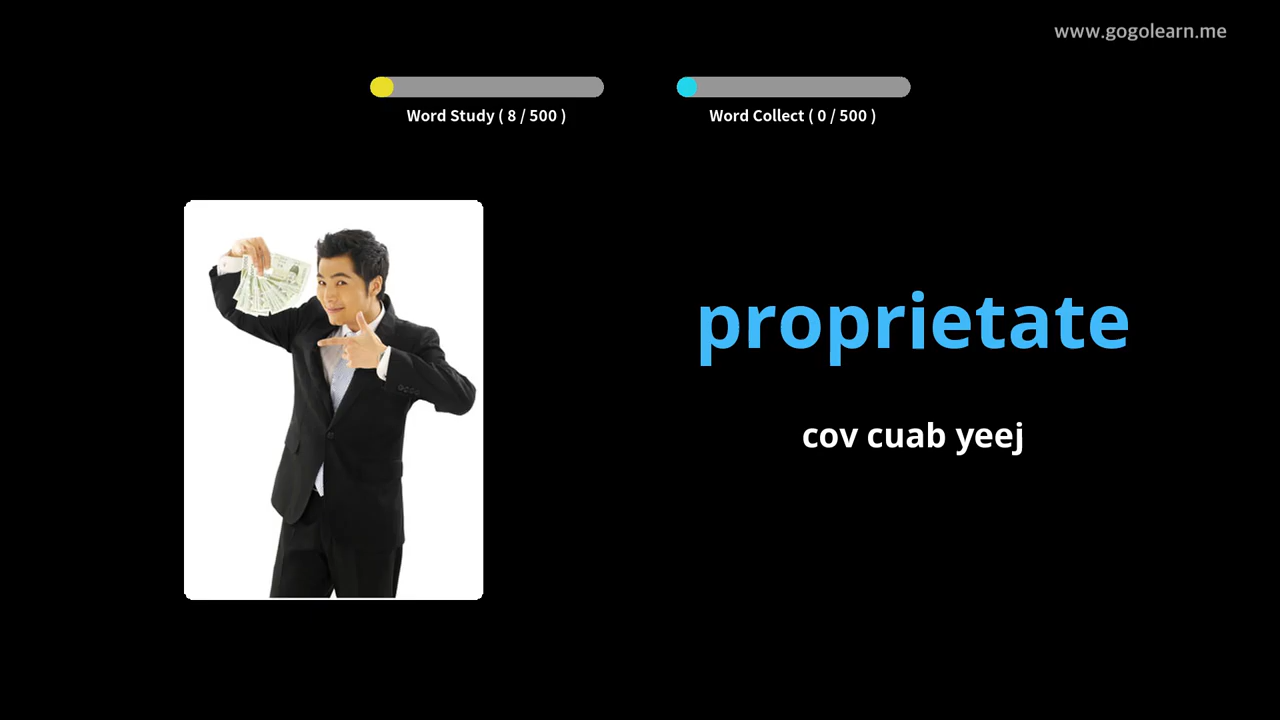 www.gogolearn.me
Word Study ( 8 / 500 )
Word Collect ( 0 / 500 )
proprietate
cov cuab yeej